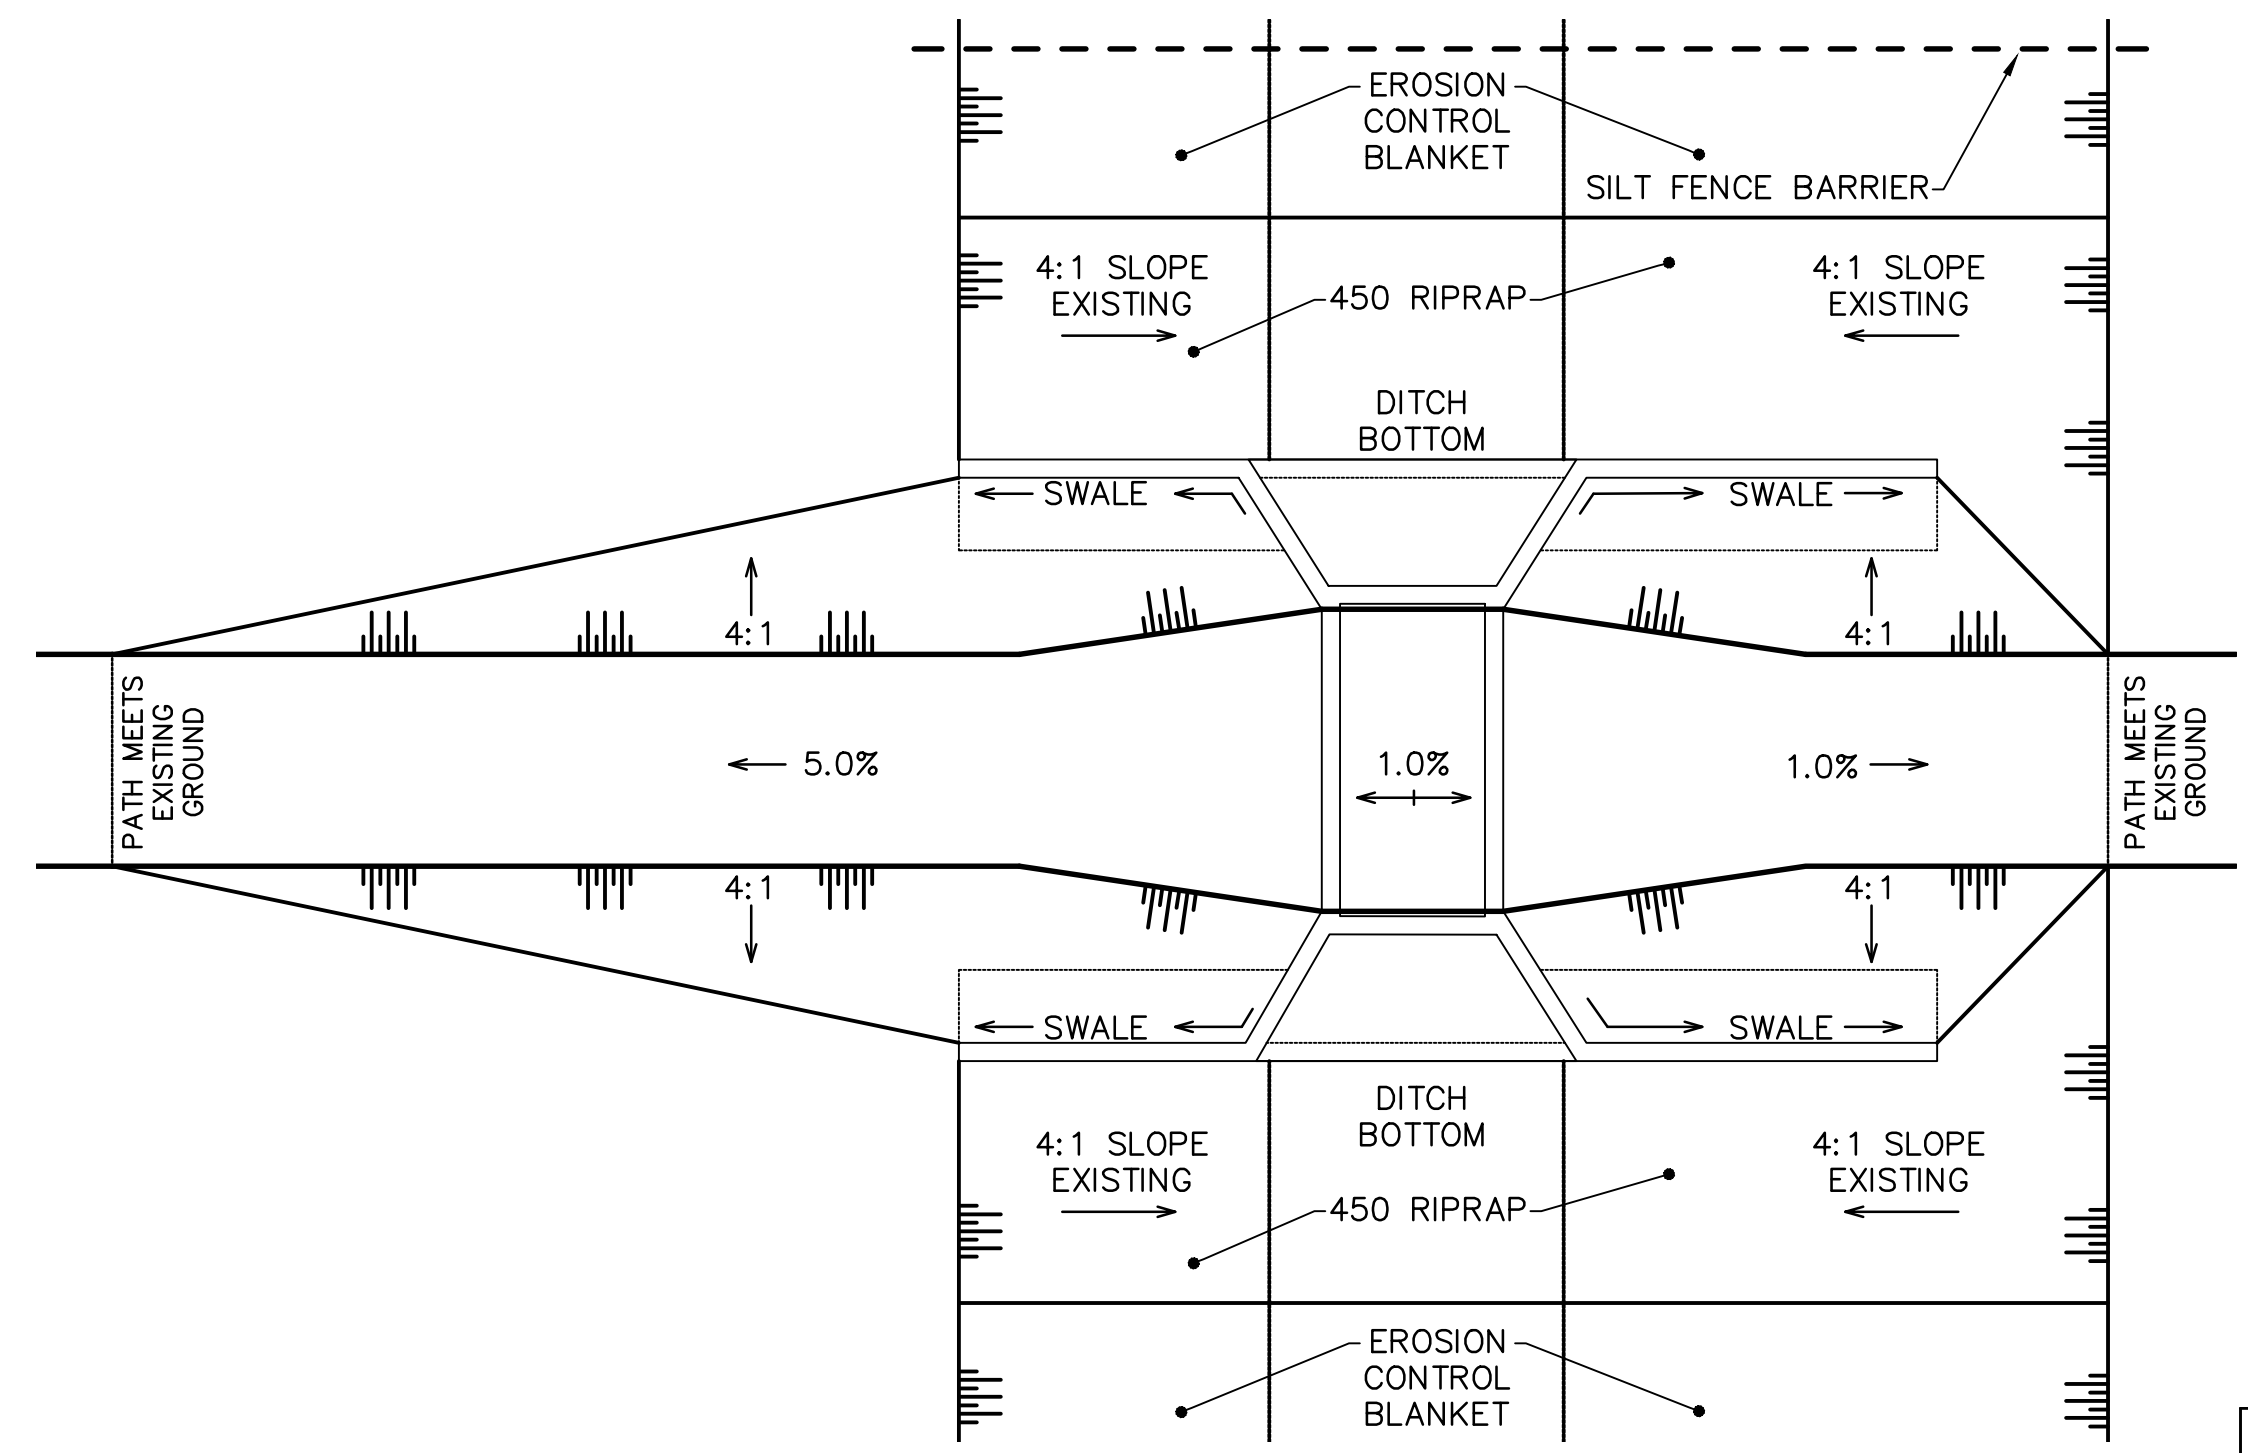 EROSION
CONTROL
BLANKET
SILT FENCE BARRIER
4:1 SLOPE
EXISTING
450 RIPRAP
4:1 SLOPE
EXISTING
DITCH
BOTTOM
SWALE
SWALE
4:1
4:1
PATH MEETS
EXISTING
GROUND
5.0%
1.0%
1.0%
PATH MEETS
EXISTING
GROUND
4:1
4:1
SWALE
SWALE
DITCH
BOTTOM
4:1 SLOPE
EXISTING
450 RIPRAP
4:1 SLOPE
EXISTING
EROSION
CONTROL
BLANKET